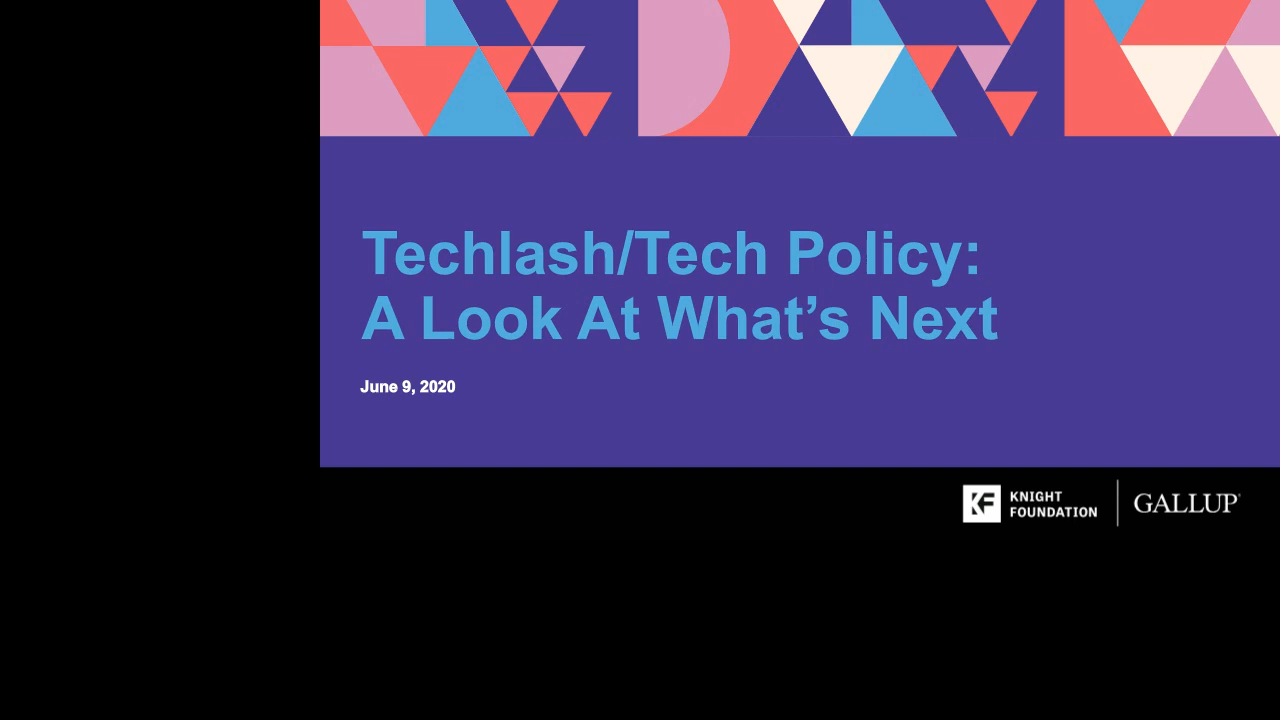 Techlash/Tech Policy:
A Look At What’s Next
June 9, 2020
KNIGHT
FOUNDATION
GALLUP